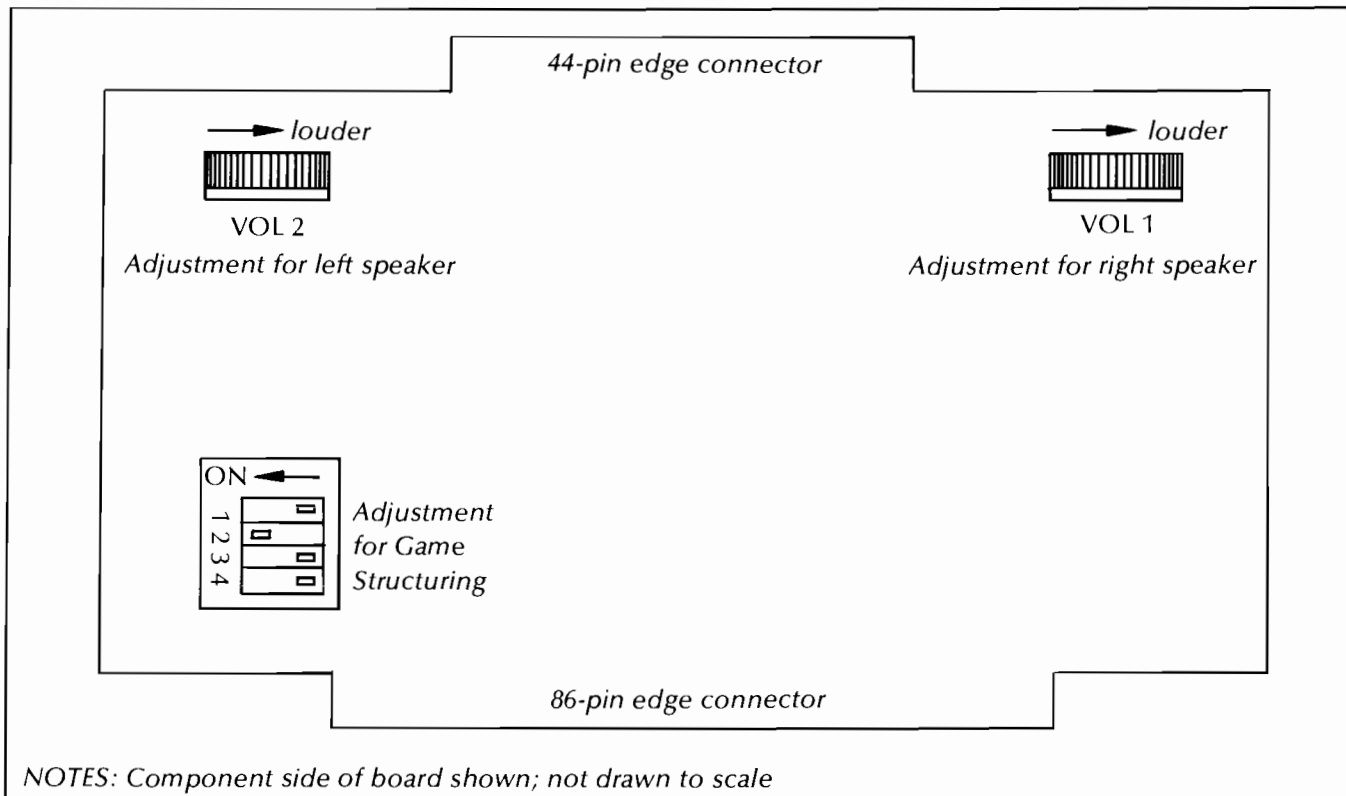 44-pin edge connector
louder
louder
VOL 2
VOL 1
Adjustment for left speaker
Adjustment for right speaker
ON
1
2
3
4
Adjustment
for Game
Structuring
86-pin edge connector
NOTES: Component side of board shown; not drawn to scale